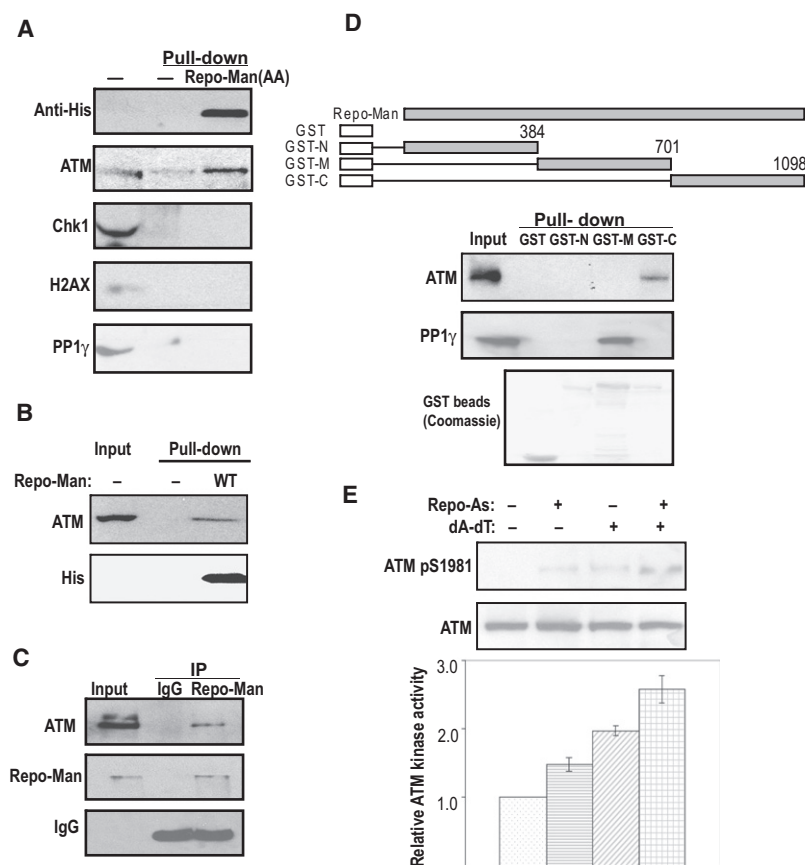 A
Pull-down
— — Repo-Man(AA)
Anti-His
ATM
Chk1
H2AX
PP1γ
B
Input Pull-down
Repo-Man: – – WT
ATM
His
C
IP
Input IgG Repo-Man
ATM
Repo-Man
IgG
D
Repo-Man
GST 384 701 1098
GST-N
GST-M
GST-C
Pull- down
Input GST GST-N GST-M GST-C
ATM
PP1γ
GST beads
(Coomassie)
E
Repo-As: – + – +
dA-dT: – – + +
ATM pS1981
ATM
3.0
2.0
1.0
Relative ATM kinase activity